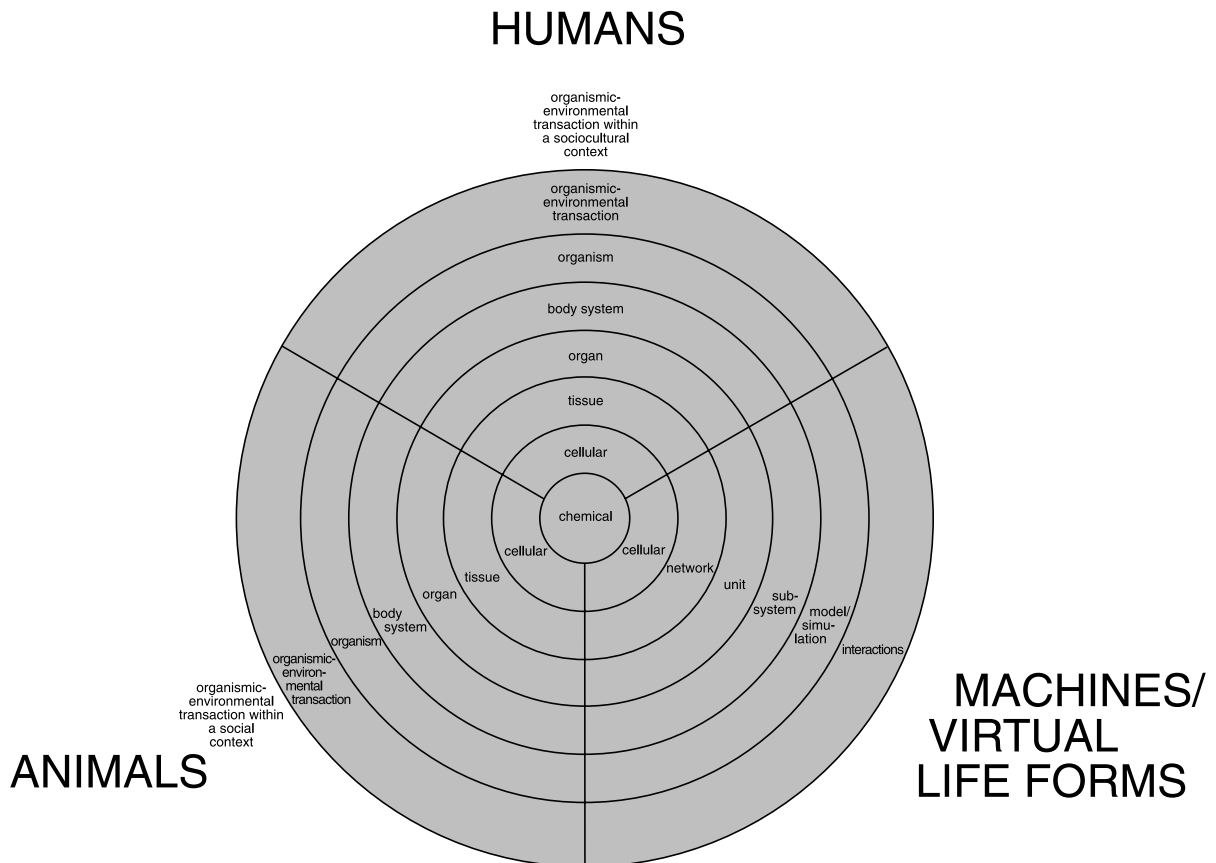 HUMANS
organismic-
environmental
transaction within
a sociocultural
context
organismic-
environmental
transaction
organism
body system
organ
tissue
cellular
chemical
cellular
cellular
tissue
network
organ
unit
body
system
sub-
system
model/
simu-
lation
organism
interactions
organismic-
environ-
mental
transaction
organismic-
environmental
transaction within
a social
context
ANIMALS
MACHINES/
VIRTUAL
LIFE FORMS